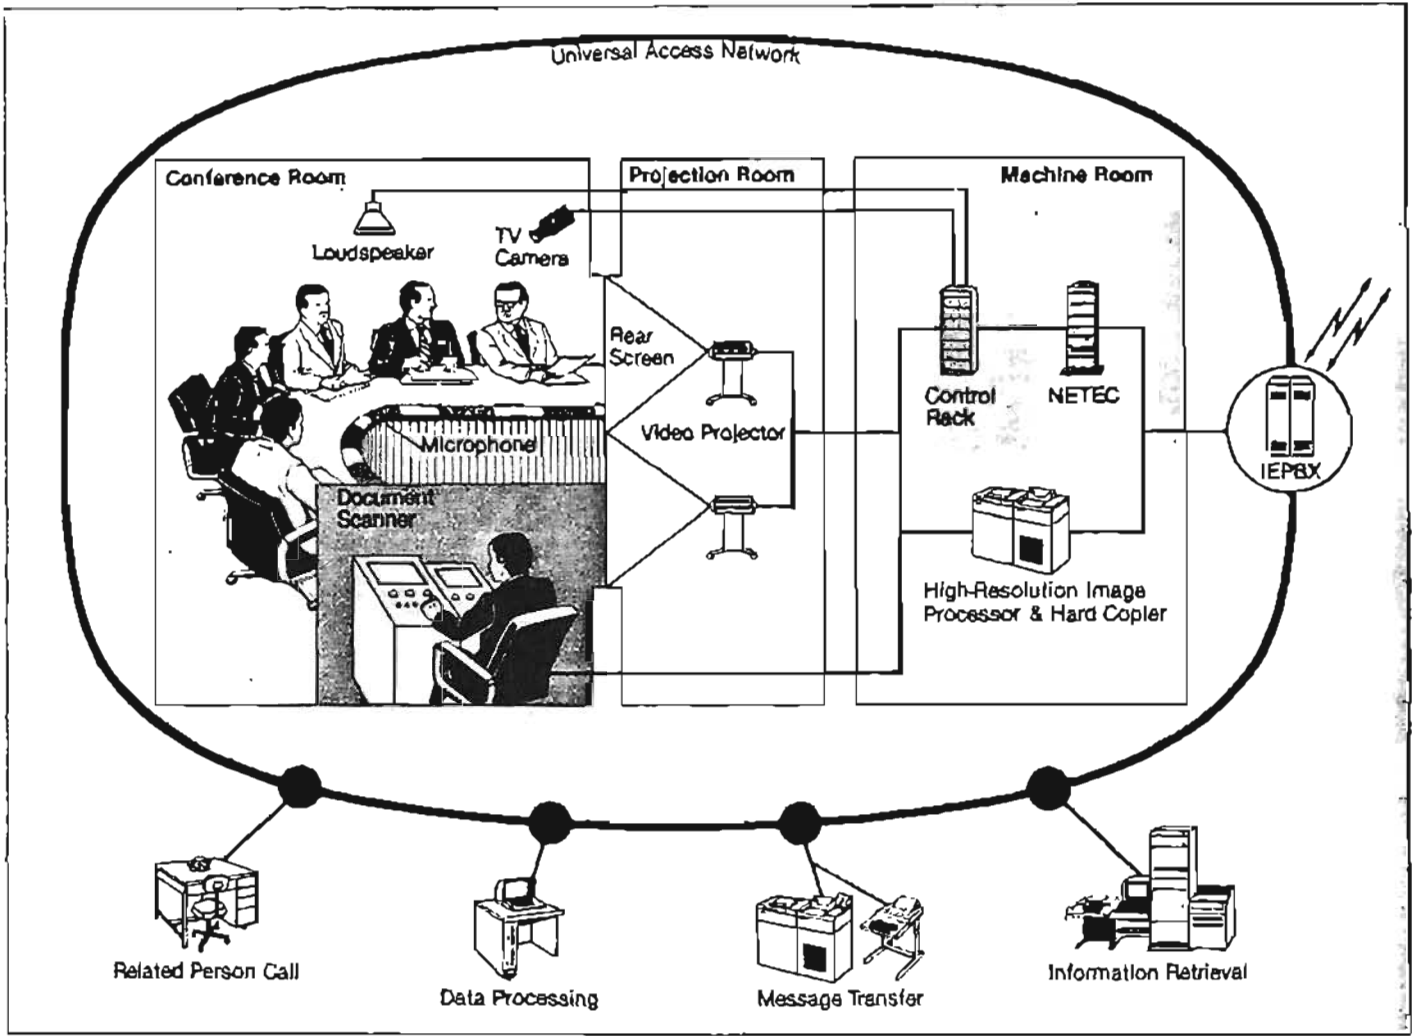 Universal Access Network
Conference Room
Projection Room
Machine Room
Loudspeaker
TV
Camera
Rear
Screen
Control
Rack
NETEC
Microphone
Video Projector
IEPBX
Document
Scanner
High-Resolution Image
Processor & Hard Copier
Related Person Call
Data Processing
Message Transfer
Information Retrieval